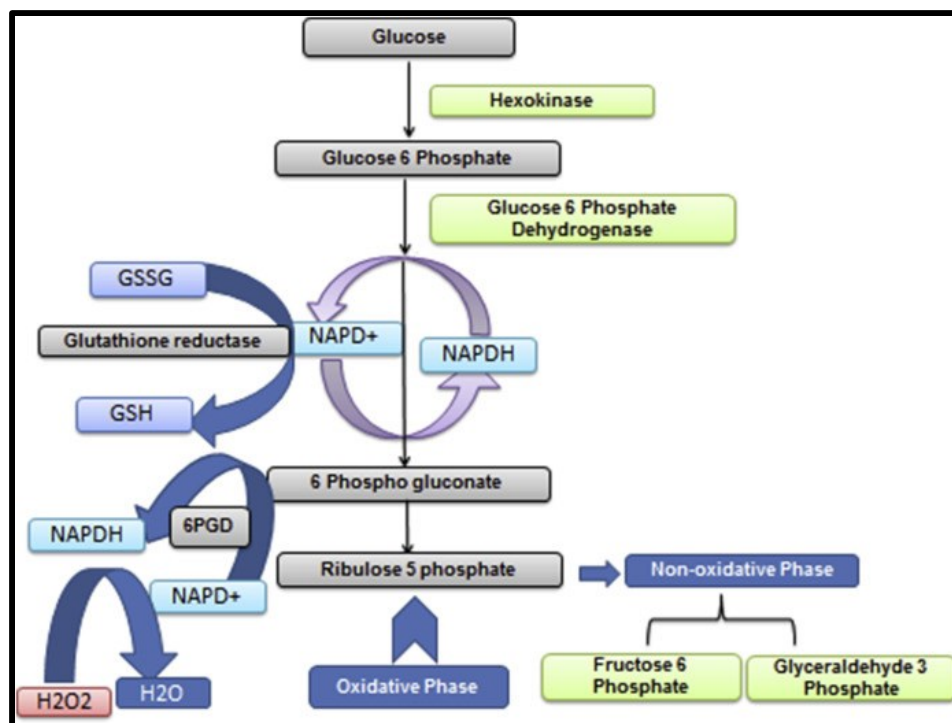 Glucose
Hexokinase
Glucose 6 Phosphate
Glucose 6 Phosphate
Dehydrogenase
GSSG
Glutathione reductase
NAPD+
NAPDH
GSH
6 Phospho gluconate
NAPDH
6PGD
NAPD+
Ribulose 5 phosphate
Non-oxidative Phase
H2O2
H2O
Oxidative Phase
Fructose 6
Phosphate
Glyceraldehyde 3
Phosphate